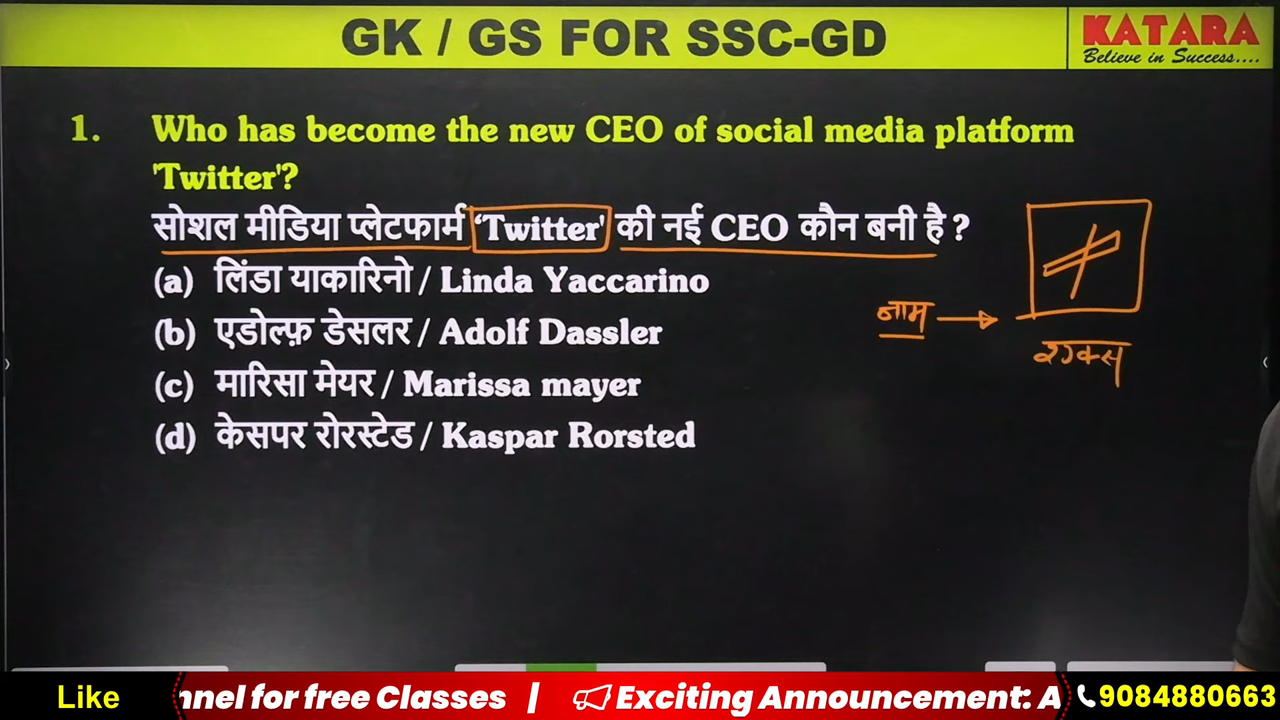 GK / GS FOR SSC-GD
KATARA
Believe in Success....
1. Who has become the new CEO of social media platform
'Twitter'?
सोशल मीडिया प्लेटफार्म 'Twitter' की नई CEO कौन बनी है ?
(a) लिंडा याकारिनो / Linda Yaccarino
(b) एडोल्फ़ डेसलर / Adolf Dassler
(c) मारिसा मेयर / Marissa mayer
(d) केसपर रोरस्टेड / Kaspar Rorsted
नाम
Like
nnel for free Classes | Exciting Announcement: A
9084880663